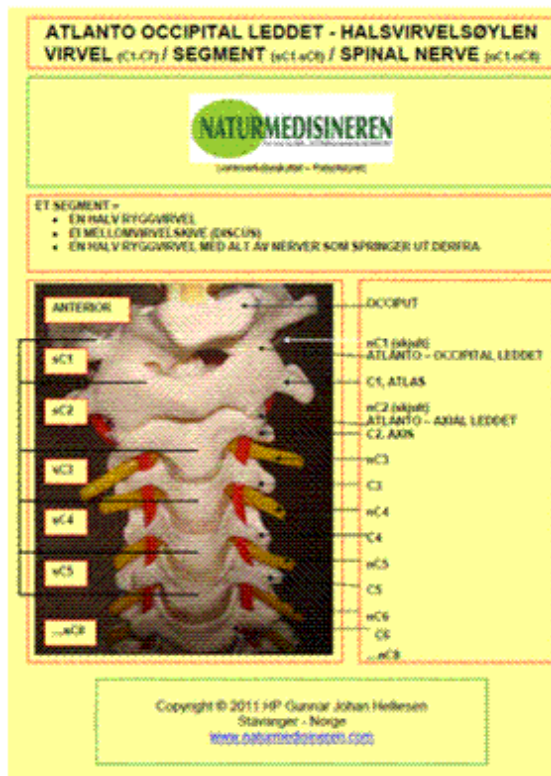 ATLANTO OCCIPITAL LEDDET - HALSVIRVELSØYLEN
VIRVEL (C1-C7) / SEGMENT (sC1-sC8) / SPINAL NERVE (nC1-nC8)
NATURMEDISINEREN
ET SEGMENT =
• EN HALV RYGGVIRVEL
• EI MELLOMVIRVELSKIVE (DISCUS)
• EN HALV RYGGVIRVEL MED ALT AV NERVER SOM SPRINGER UT DERFRA
ANTERIOR
sC1
sC2
sC3
sC4
sC5
...sC8
OCCIPUT
nC1 (skjult)
ATLANTO - OCCIPITAL LEDDET
C1, ATLAS
nC2 (skjult)
ATLANTO - AXIAL LEDDET
C2, AXIS
nC3
C3
nC4
C4
nC5
C5
nC6
C6
...nC8
Copyright © 2011 HP Gunnar Johan Hellesen
Stavanger - Norge
www.naturmedisineren.com